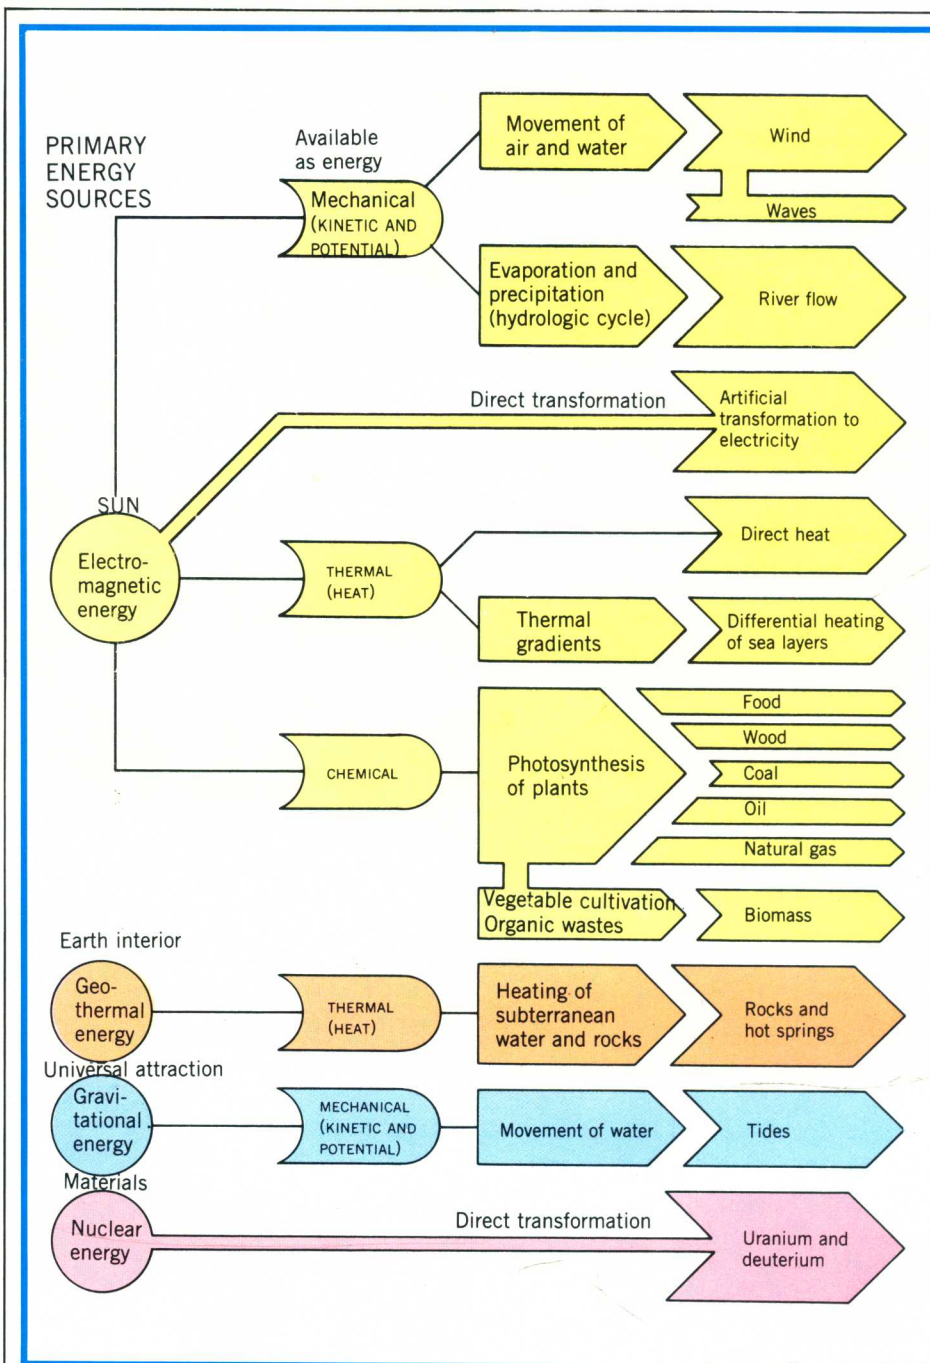 PRIMARY
ENERGY
SOURCES
Available
as energy
Mechanical
(KINETIC AND
POTENTIAL)
Movement of
air and water
Wind
Waves
Evaporation and
precipitation
(hydrologic cycle)
River flow
Direct transformation
Artificial
transformation to
electricity
SUN
Electro-
magnetic
energy
THERMAL
(HEAT)
Direct heat
Thermal
gradients
Differential heating
of sea layers
CHEMICAL
Photosynthesis
of plants
Food
Wood
Coal
Oil
Natural gas
Vegetable cultivation
Organic wastes
Biomass
Earth interior
Geo-
thermal
energy
THERMAL
(HEAT)
Heating of
subterranean
water and rocks
Rocks and
hot springs
Universal attraction
Gravi-
tational
energy
MECHANICAL
(KINETIC AND
POTENTIAL)
Movement of water
Tides
Materials
Nuclear
energy
Direct transformation
Uranium and
deuterium